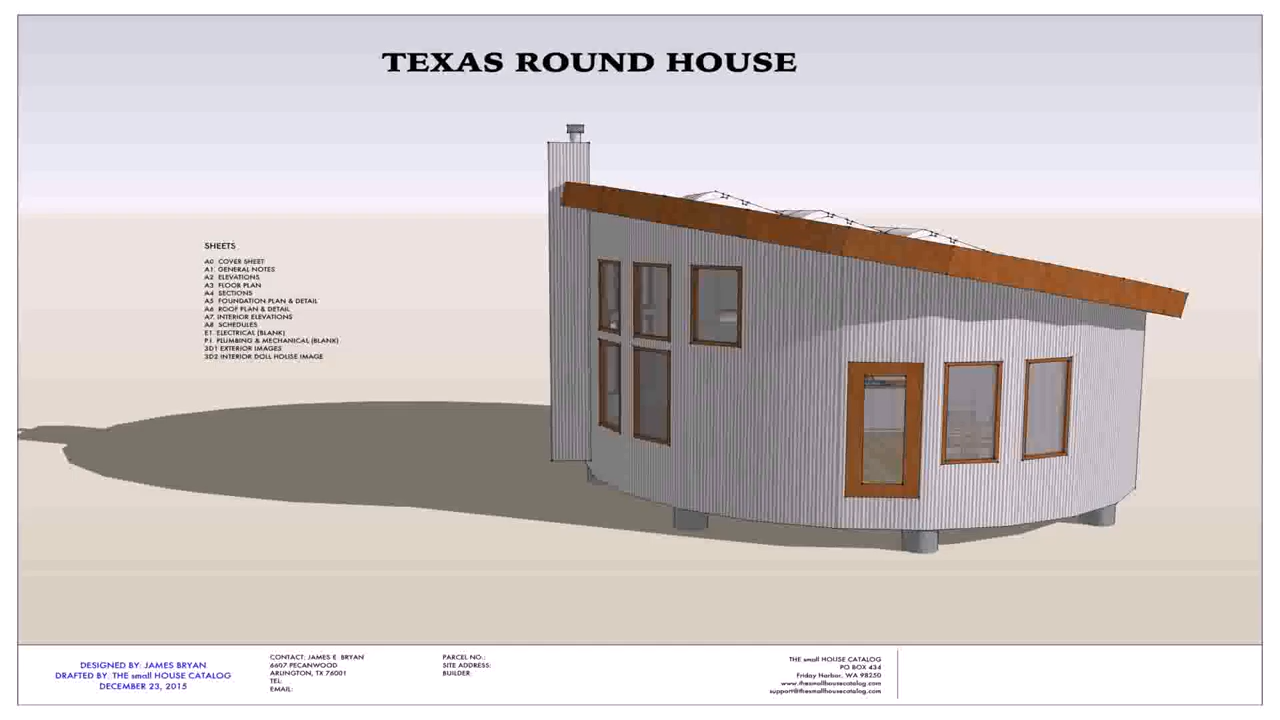 TEXAS ROUND HOUSE
SHEETS
A0 COVER SHEET
A1. GENERAL NOTES
A2 ELEVATIONS
A3 FLOOR PLAN
A4 SECTIONS
A5 FOUNDATION PLAN & DETAIL
A6 ROOF PLAN & DETAIL
A7. INTERIOR ELEVATIONS
A8 SCHEDULES
E1 ELECTRICAL (BLANK)
P.1. PLUMBING & MECHANICAL (BLANK)
3D1 EXTERIOR IMAGES
3D2 INTERIOR DOLL HOUSE IMAGE
DESIGNED BY: JAMES BRYAN
DRAFTED BY: THE small HOUSE CATALOG
DECEMBER 23, 2015
CONTACT: JAMES E BRYAN
6607 PECANWOOD
ARLINGTON, TX 76001
TEL:
EMAIL:
PARCEL NO.:
SITE ADDRESS:
BUILDER
THE small HOUSE CATALOG
PO BOX 434
Friday Harbor, WA 98250
www.thesmallhousecatalog.com
support@thesmallhousecatalog.com